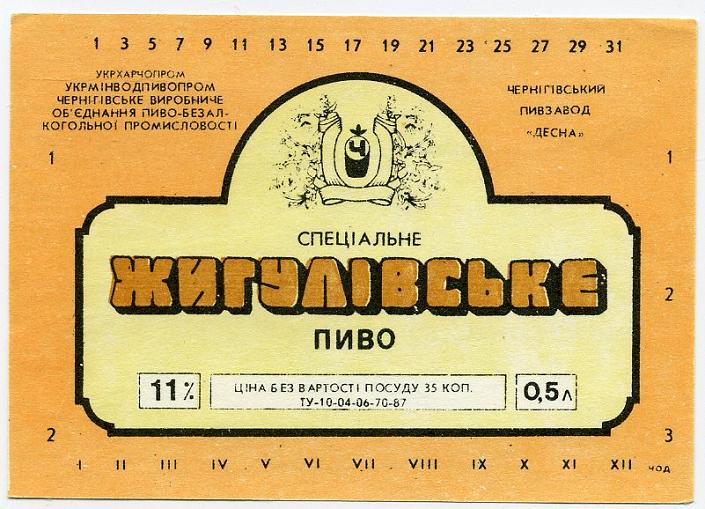 1 3 5 7 9 11 13 15 17 19 21 23 25 27 29 31
УКРХАРЧОПРОМ
УКРМІНВОДПИВОПРОМ
ЧЕРНІГІВСЬКЕ ВИРОБНИЧЕ
ОБ'ЄДНАННЯ ПИВО-БЕЗАЛ-
КОГОЛЬНОЇ ПРОМИСЛОВОСТІ
ЧЕРНІГІВСЬКИЙ
ПИВЗАВОД
«ДЕСНА»
Ч
1
1
СПЕЦІАЛЬНЕ
ЖИГУЛІВСЬКЕ
ПИВО
2
11%
ЦІНА БЕЗ ВАРТОСТІ ПОСУДУ 35 КОП.
ТУ-10-04-06-70-87
0,5 л
2
3
I II III IV V VI VII VIII IX X XI XII чод